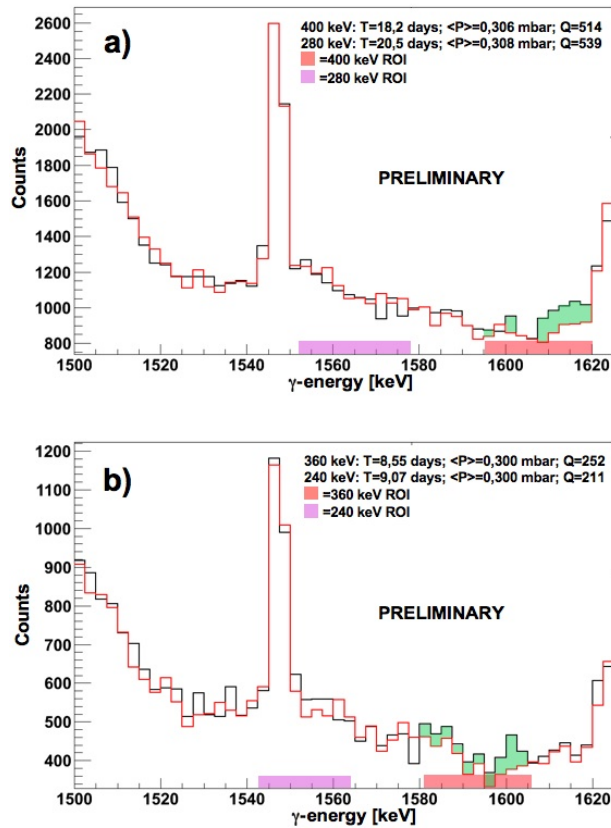 a)
400 keV: T=18,2 days; <P>=0,306 mbar; Q=514
280 keV: T=20,5 days; <P>=0,308 mbar; Q=539
=400 keV ROI
=280 keV ROI
PRELIMINARY
Counts
2600
2400
2200
2000
1800
1600
1400
1200
1000
800
1500 1520 1540 1560 1580 1600 1620
γ-energy [keV]
b)
360 keV: T=8,55 days; <P>=0,300 mbar; Q=252
240 keV: T=9,07 days; <P>=0,300 mbar; Q=211
=360 keV ROI
=240 keV ROI
PRELIMINARY
Counts
1200
1100
1000
900
800
700
600
500
400
300
1500 1520 1540 1560 1580 1600 1620
γ-energy [keV]